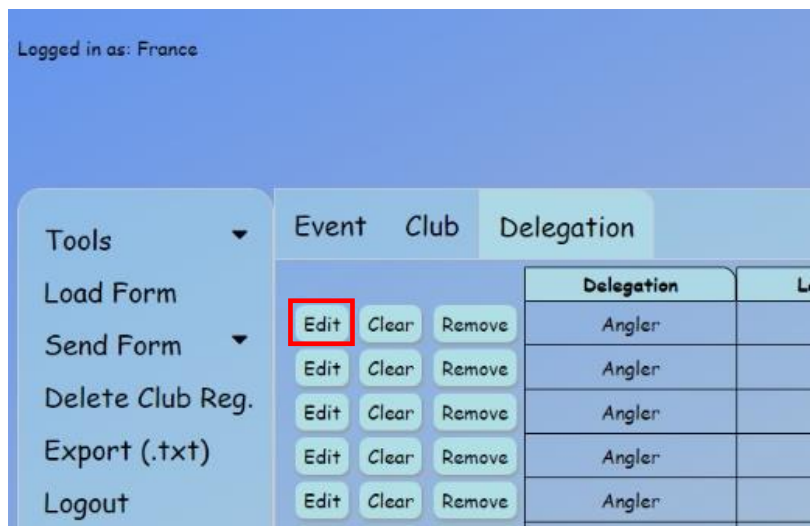 Logged in as: France
Event Club Delegation
Tools
Load Form
Send Form
Delete Club Reg.
Export (.txt)
Logout
Delegation
Edit Clear Remove Angler
Edit Clear Remove Angler
Edit Clear Remove Angler
Edit Clear Remove Angler
Edit Clear Remove Angler